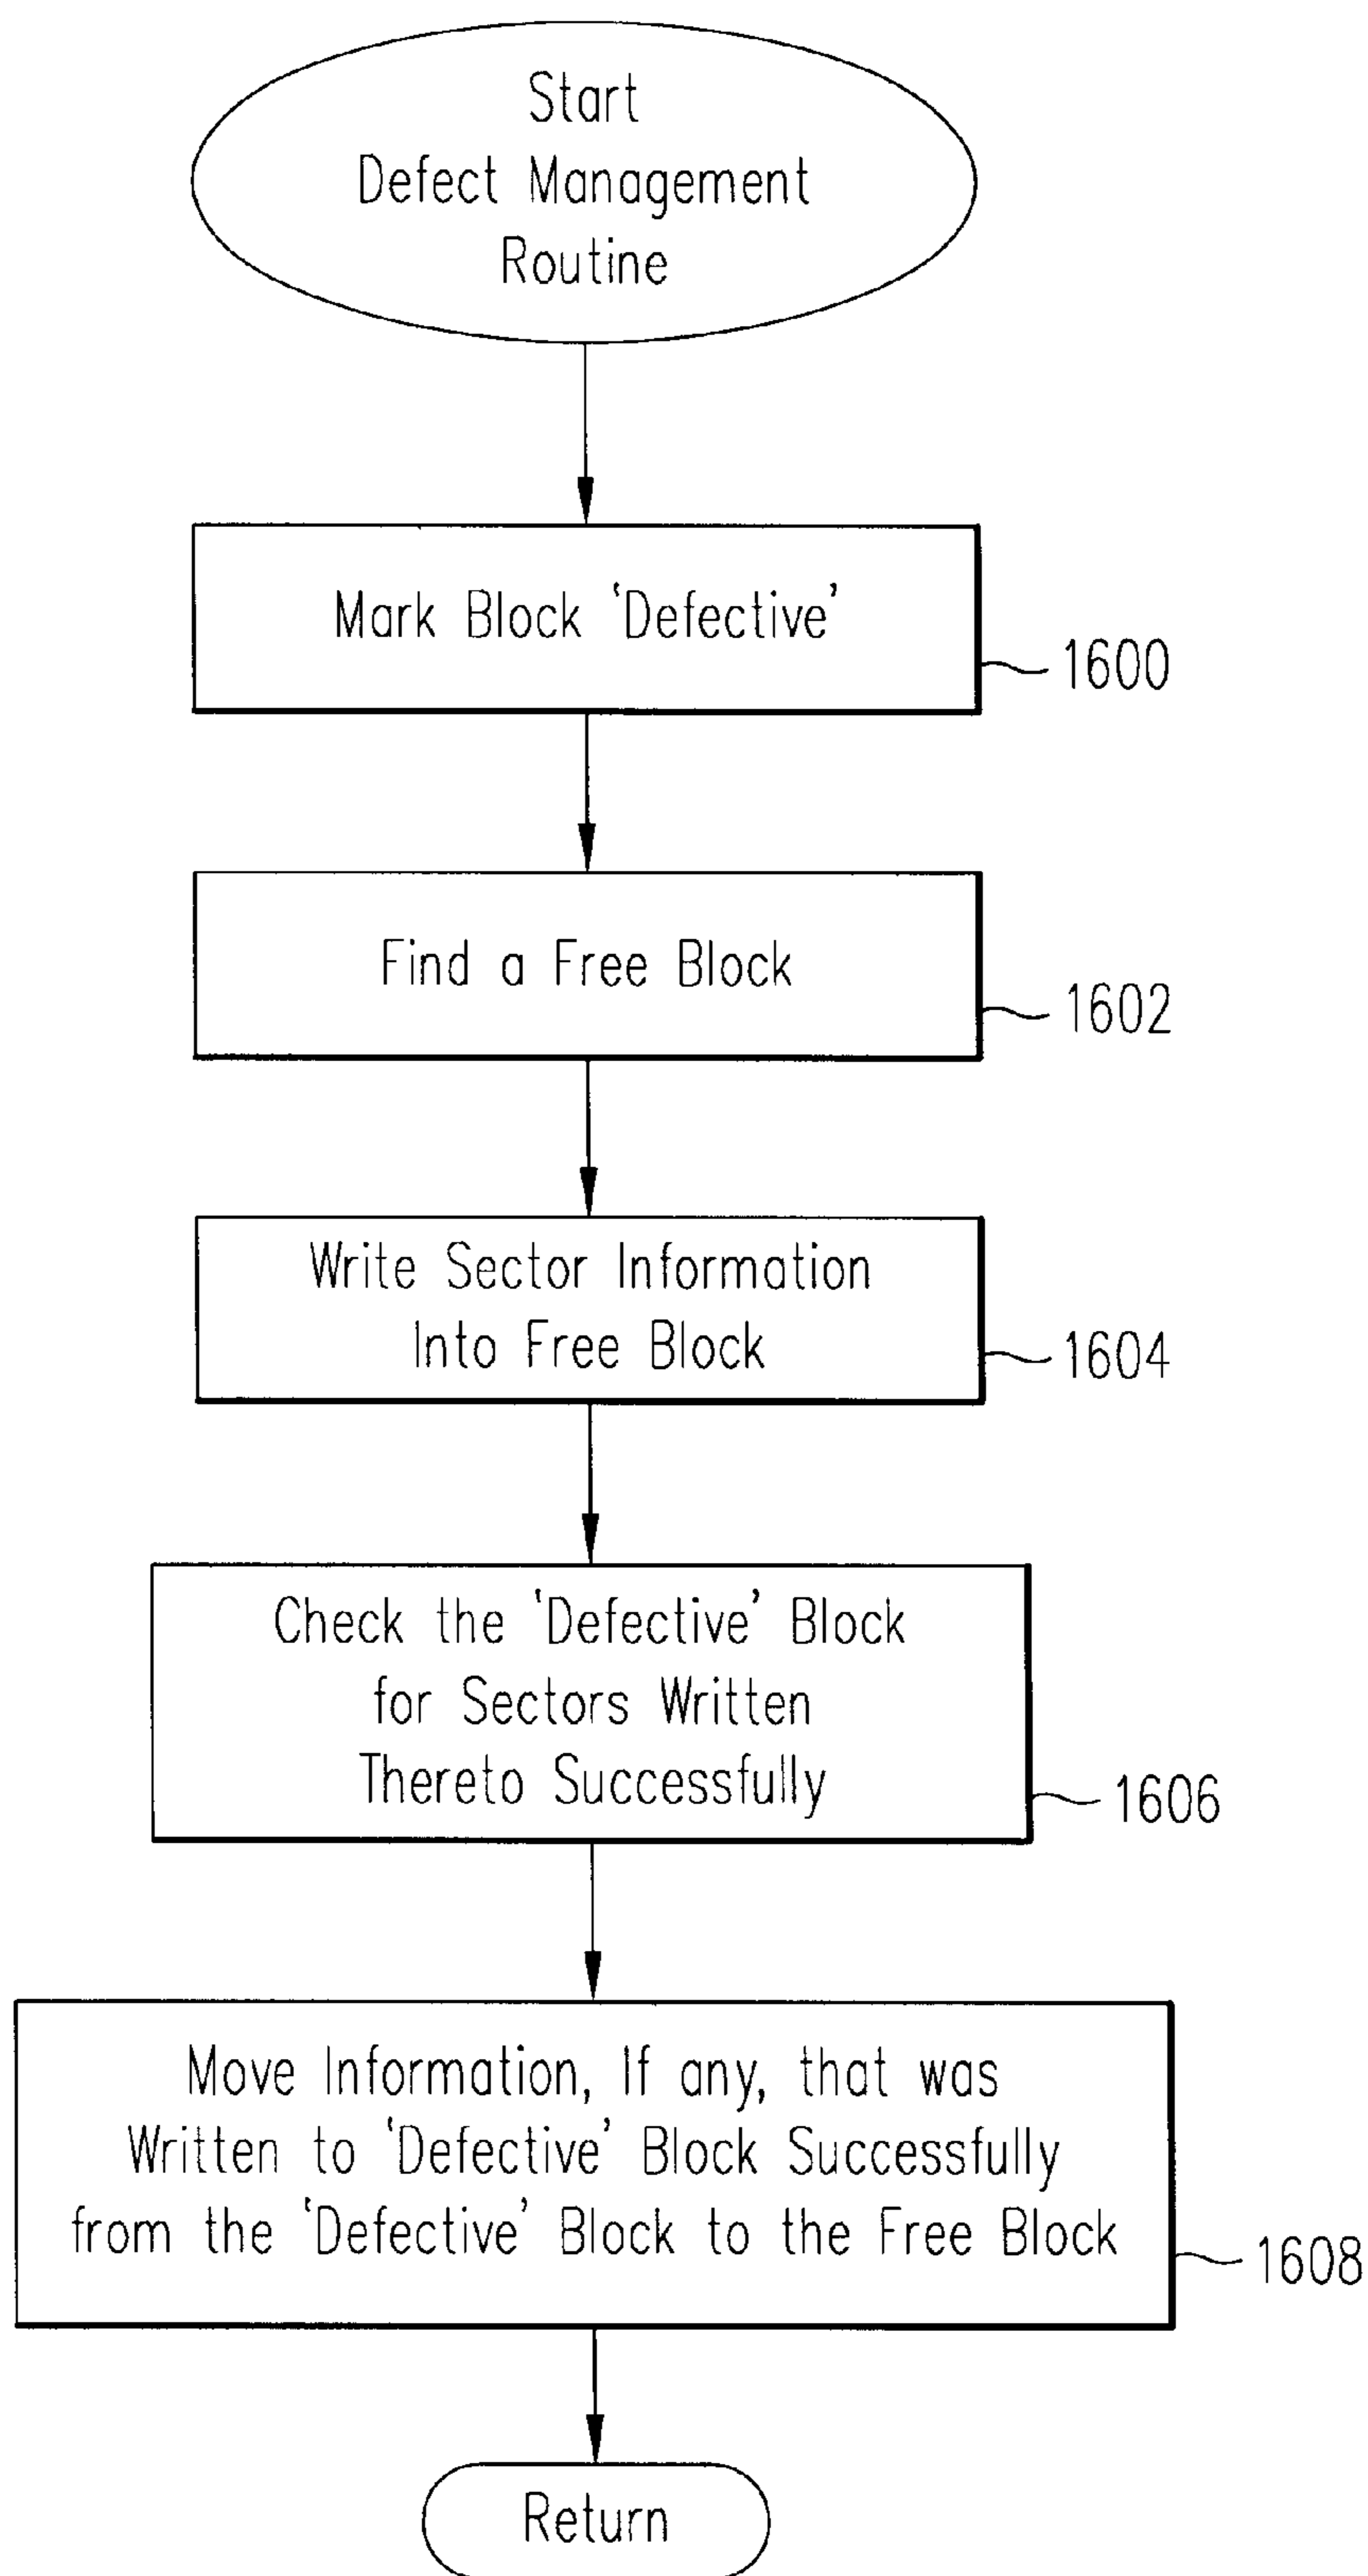 Start
Defect Management
Routine
Mark Block ‘Defective’
1600
Find a Free Block
1602
Write Sector Information
Into Free Block
1604
Check the ‘Defective’ Block
for Sectors Written
Thereto Successfully
1606
Move Information, If any, that was
Written to ‘Defective’ Block Successfully
from the ‘Defective’ Block to the Free Block
1608
Return